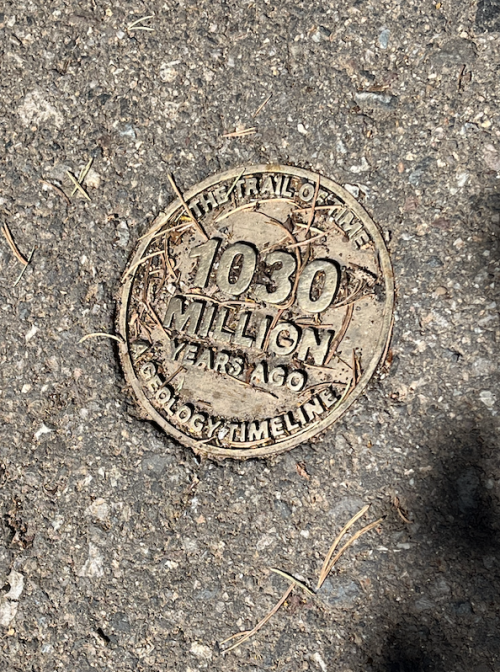 THE TRAIL OF TIME
1030
MILLION
YEARS AGO
GEOLOGY TIMELINE